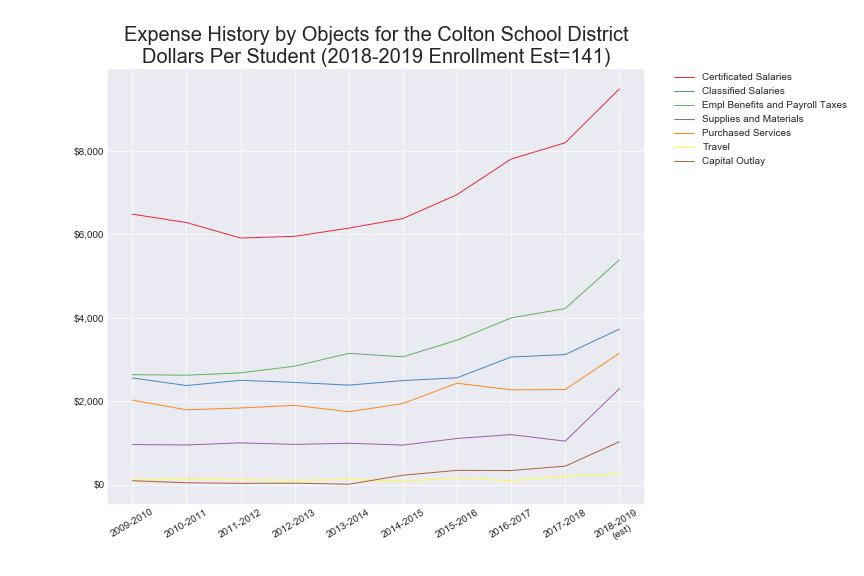 Expense History by Objects for the Colton School District
Dollars Per Student (2018-2019 Enrollment Est=141)
Certificated Salaries
Classified Salaries
Empl Benefits and Payroll Taxes
Supplies and Materials
Purchased Services
Travel
Capital Outlay
$8,000
$6,000
$4,000
$2,000
$0
2009-2010
2010-2011
2011-2012
2012-2013
2013-2014
2014-2015
2015-2016
2016-2017
2017-2018
2018-2019
(est)